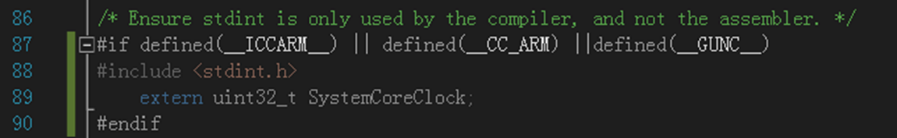 86 /* Ensure stdint is only used by the compiler, and not the assembler. */
87 #if defined(__ICCARM__) || defined(__CC_ARM) ||defined(__GUNC__)
88 #include <stdint.h>
89 extern uint32_t SystemCoreClock;
90 #endif